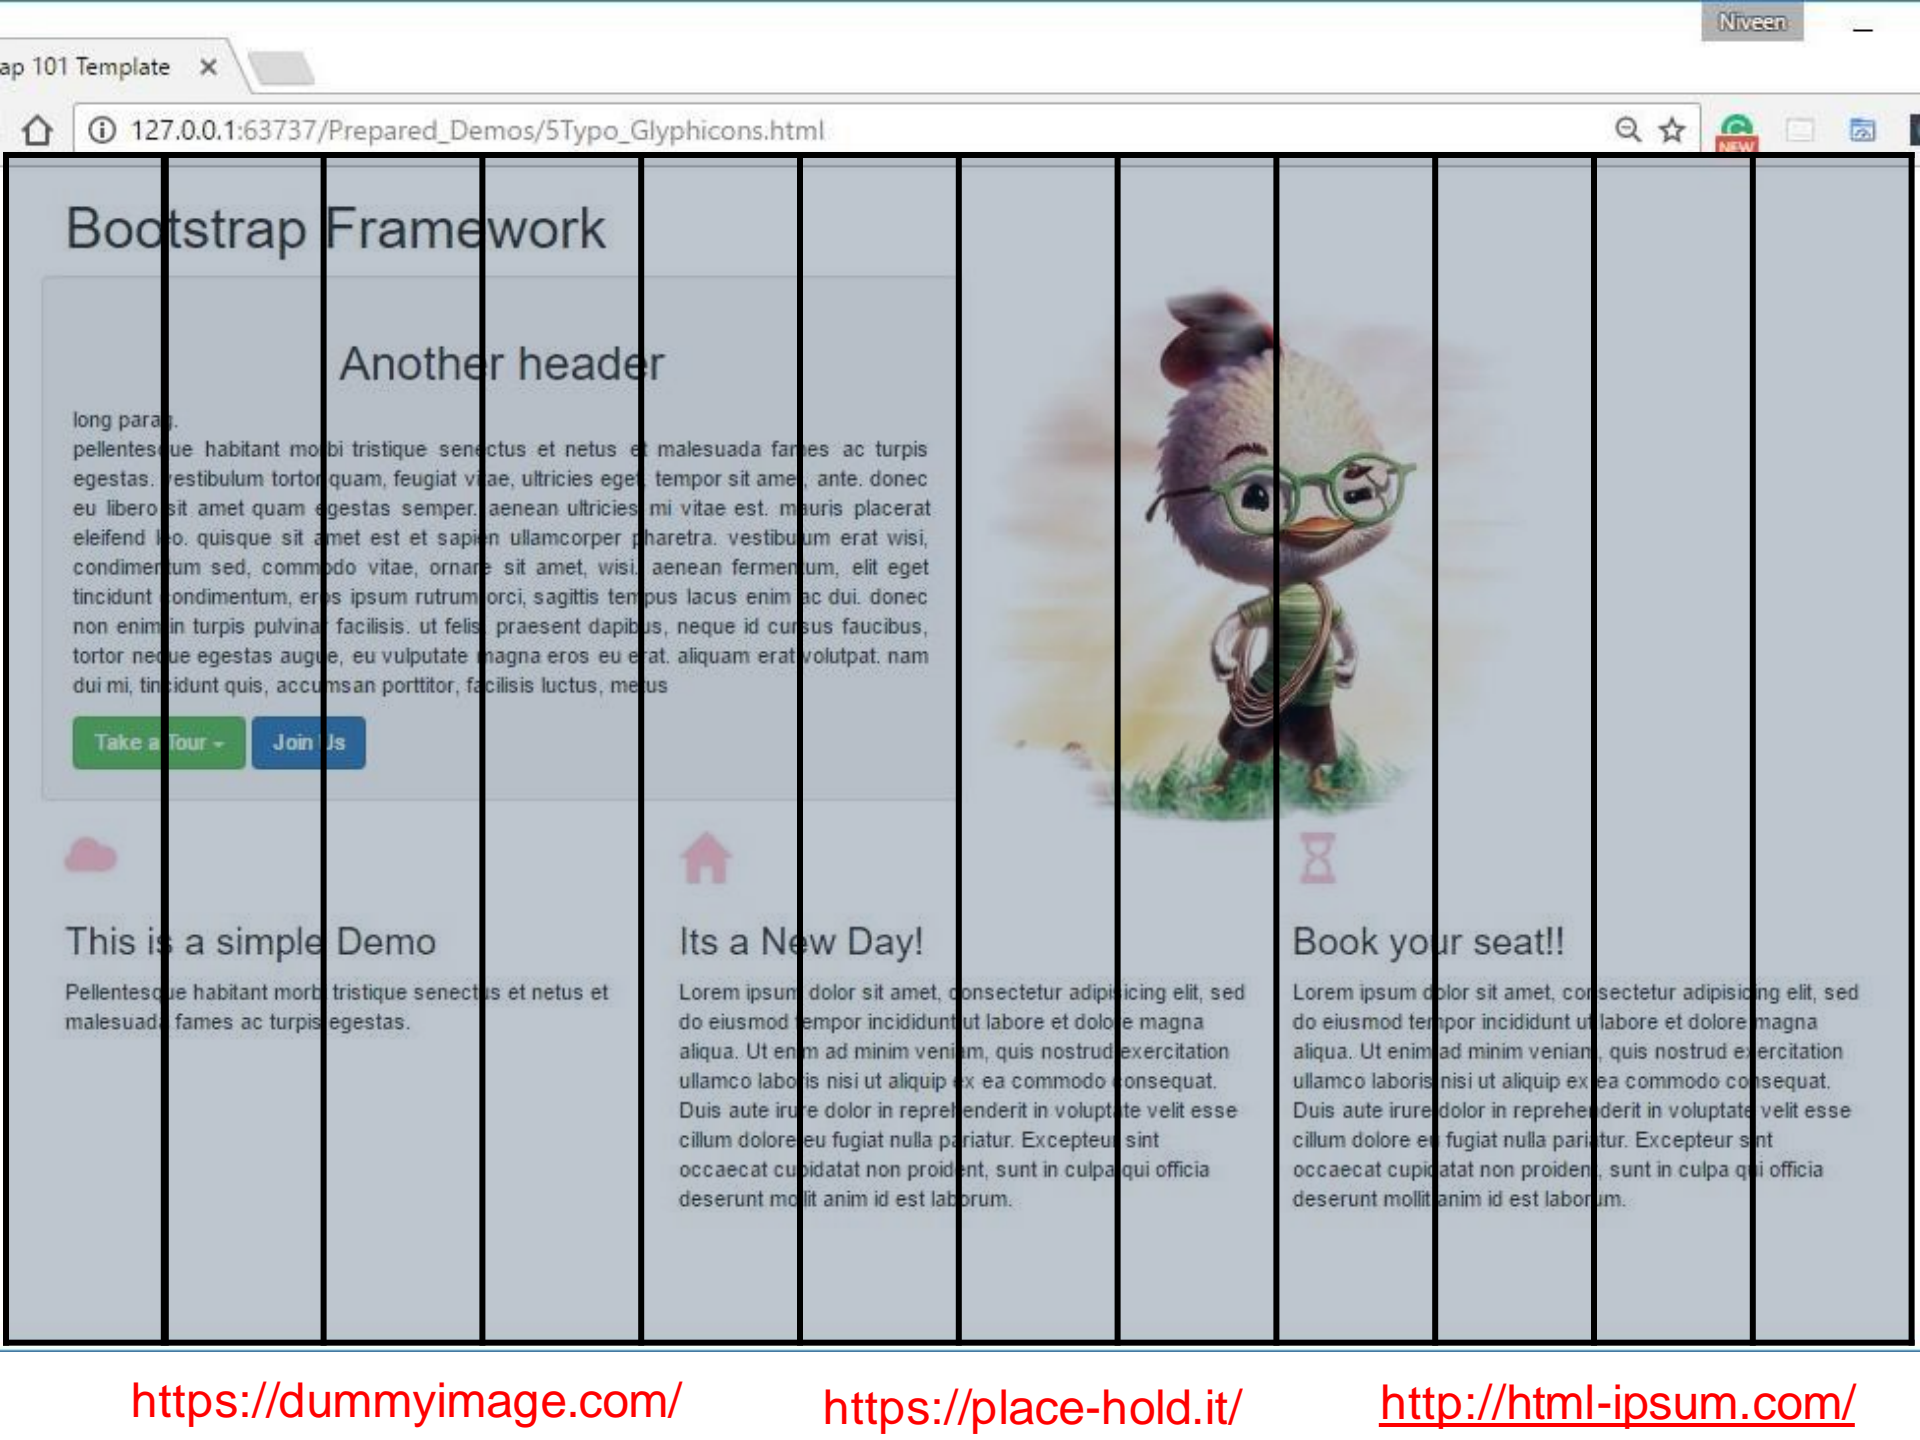 Niveen
ap 101 Template
127.0.0.1:63737/Prepared_Demos/5Typo_Glyphicons.html
NEW
Bootstrap Framework
Another header
long parag.
pellentesque habitant morbi tristique senectus et netus et malesuada fames ac turpis
egestas. vestibulum tortor quam, feugiat vitae, ultricies eget, tempor sit amet, ante. donec
eu libero sit amet quam egestas semper. aenean ultricies mi vitae est. mauris placerat
eleifend leo. quisque sit amet est et sapien ullamcorper pharetra. vestibulum erat wisi,
condimentum sed, commodo vitae, ornare sit amet, wisi. aenean fermentum, elit eget
tincidunt condimentum, eros ipsum rutrum orci, sagittis tempus lacus enim ac dui. donec
non enim in turpis pulvinar facilisis. ut felis. praesent dapibus, neque id cursus faucibus,
tortor neque egestas augue, eu vulputate magna eros eu erat. aliquam erat volutpat. nam
dui mi, tincidunt quis, accumsan porttitor, facilisis luctus, metus
Take a Tour
Join Us
This is a simple Demo
Pellentesque habitant morbi tristique senectus et netus et
malesuada fames ac turpis egestas.
Its a New Day!
Lorem ipsum dolor sit amet, consectetur adipisicing elit, sed
do eiusmod tempor incididunt ut labore et dolore magna
aliqua. Ut enim ad minim veniam, quis nostrud exercitation
ullamco laboris nisi ut aliquip ex ea commodo consequat.
Duis aute irure dolor in reprehenderit in voluptate velit esse
cillum dolore eu fugiat nulla pariatur. Excepteur sint
occaecat cupidatat non proident, sunt in culpa qui officia
deserunt mollit anim id est laborum.
Book your seat!!
Lorem ipsum dolor sit amet, consectetur adipisicing elit, sed
do eiusmod tempor incididunt ut labore et dolore magna
aliqua. Ut enim ad minim veniam, quis nostrud exercitation
ullamco laboris nisi ut aliquip ex ea commodo consequat.
Duis aute irure dolor in reprehenderit in voluptate velit esse
cillum dolore eu fugiat nulla pariatur. Excepteur sint
occaecat cupidatat non proident, sunt in culpa qui officia
deserunt mollit anim id est laborum.
https://dummyimage.com/
https://place-hold.it/
http://html-ipsum.com/